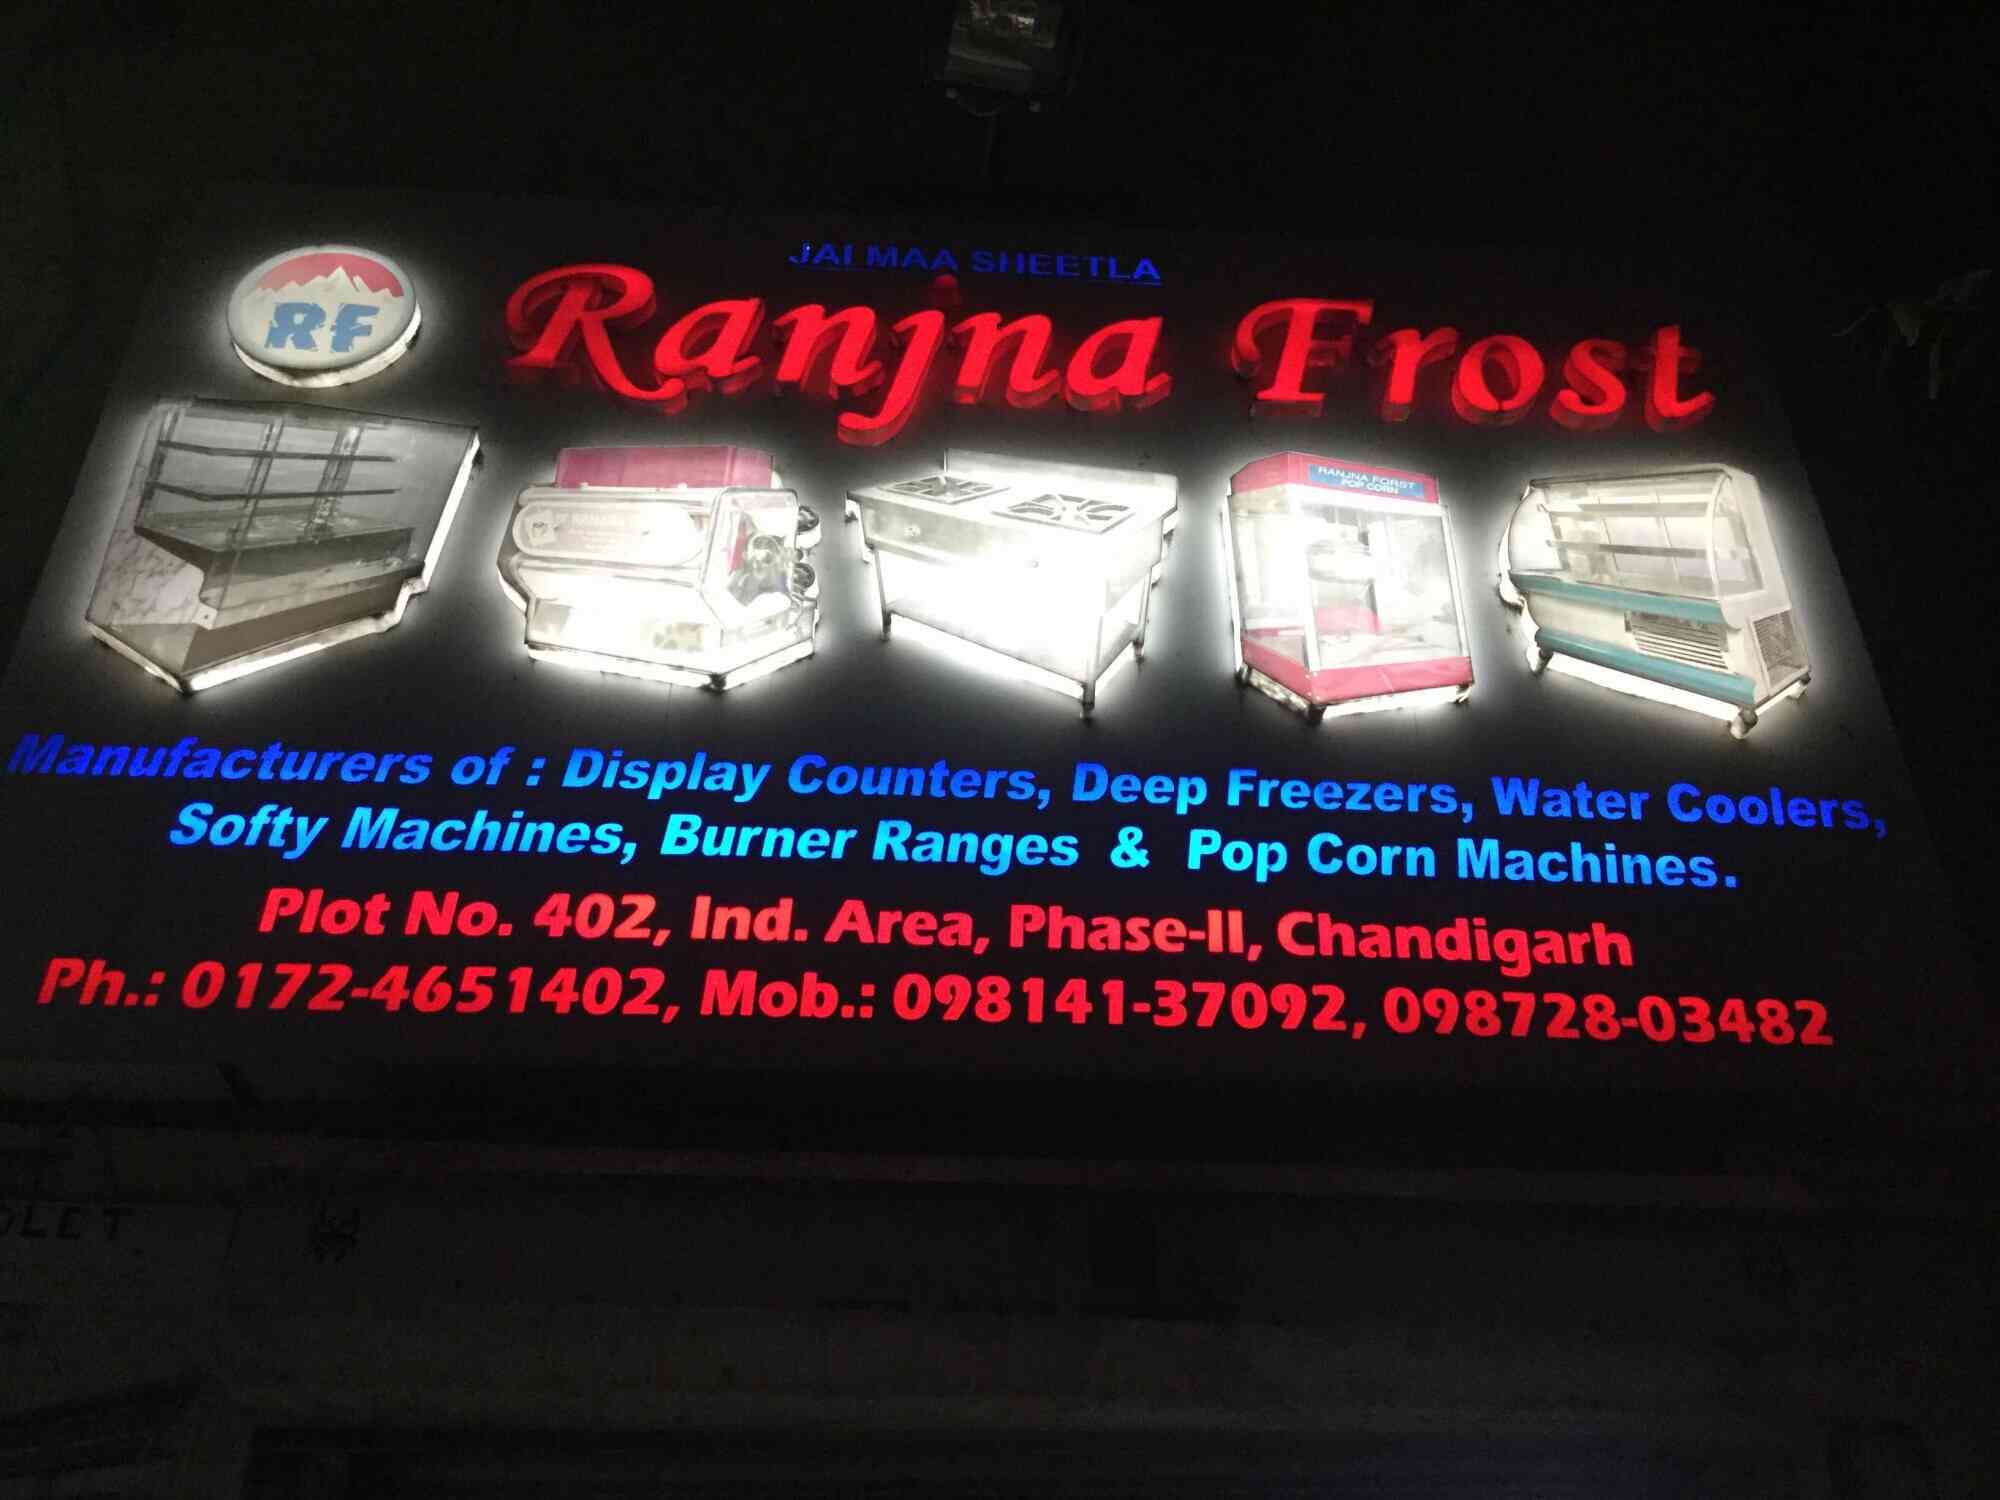 JAI MAA SHEETLA
RF
Ranjna Frost
RANJNA FORST
POP CORN
Manufacturers of : Display Counters, Deep Freezers, Water Coolers,
Softy Machines, Burner Ranges & Pop Corn Machines.
Plot No. 402, Ind. Area, Phase-II, Chandigarh
Ph.: 0172-4651402, Mob.: 098141-37092, 098728-03482